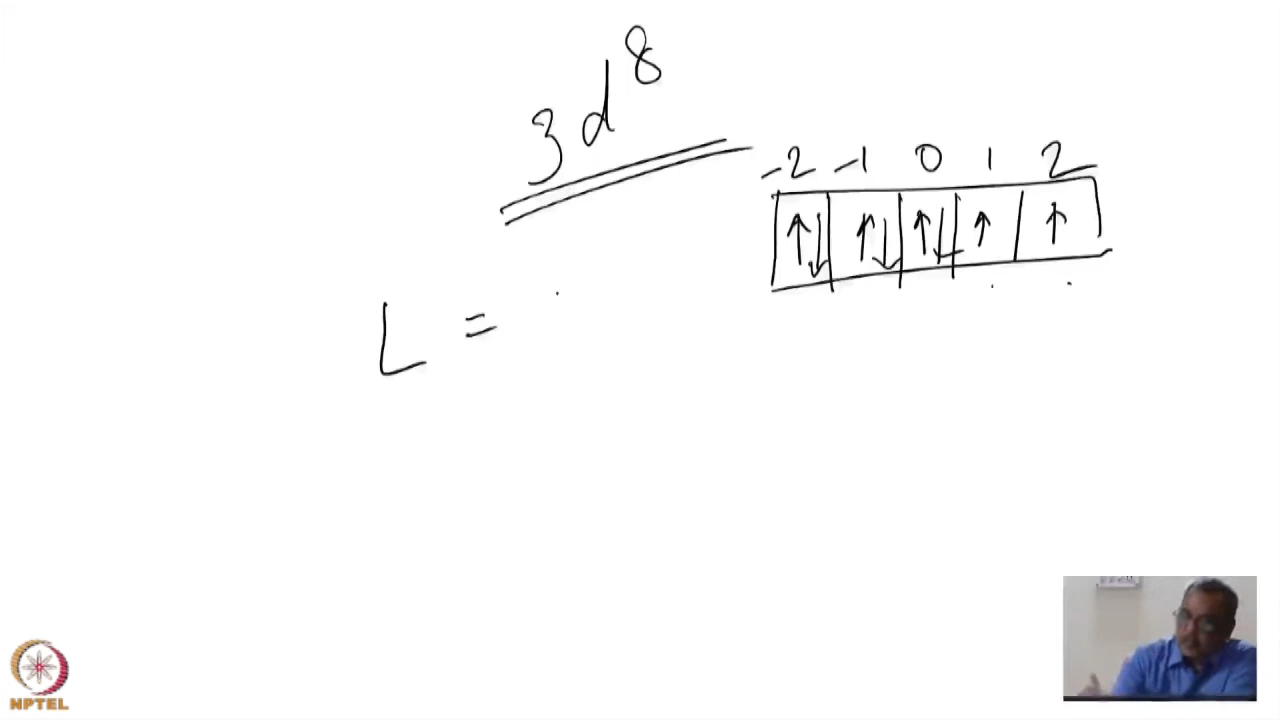 3d⁸
-2 -1 0 1 2
↑↓ ↑↓ ↑↓ ↑ ↑
L =
NPTEL